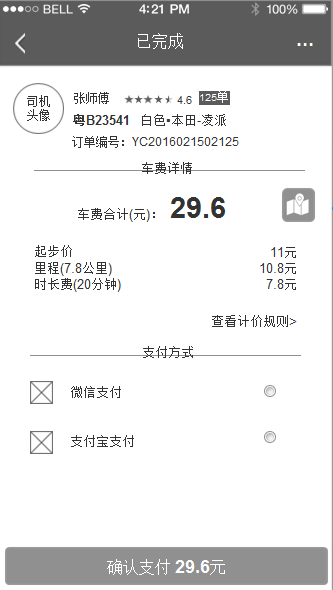 BELL 4:21 PM 100%
已完成
司机
头像
张师傅 4.6 125单
粤B23541 白色•本田-凌派
订单编号：YC2016021502125
车费详情
车费合计(元)： 29.6
起步价 11元
里程(7.8公里) 10.8元
时长费(20分钟) 7.8元
查看计价规则>
支付方式
微信支付
支付宝支付
确认支付 29.6元